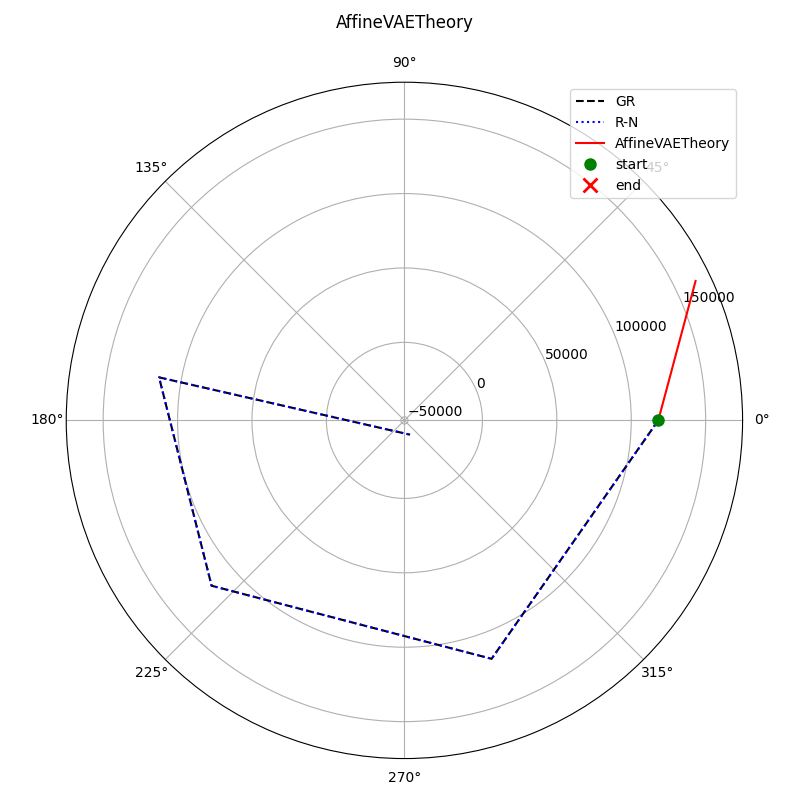 AffineVAETheory
90°
GR
R-N
AffineVAETheory
start
end
45°
135°
150000
100000
50000
0
−50000
180°
0°
225°
315°
270°